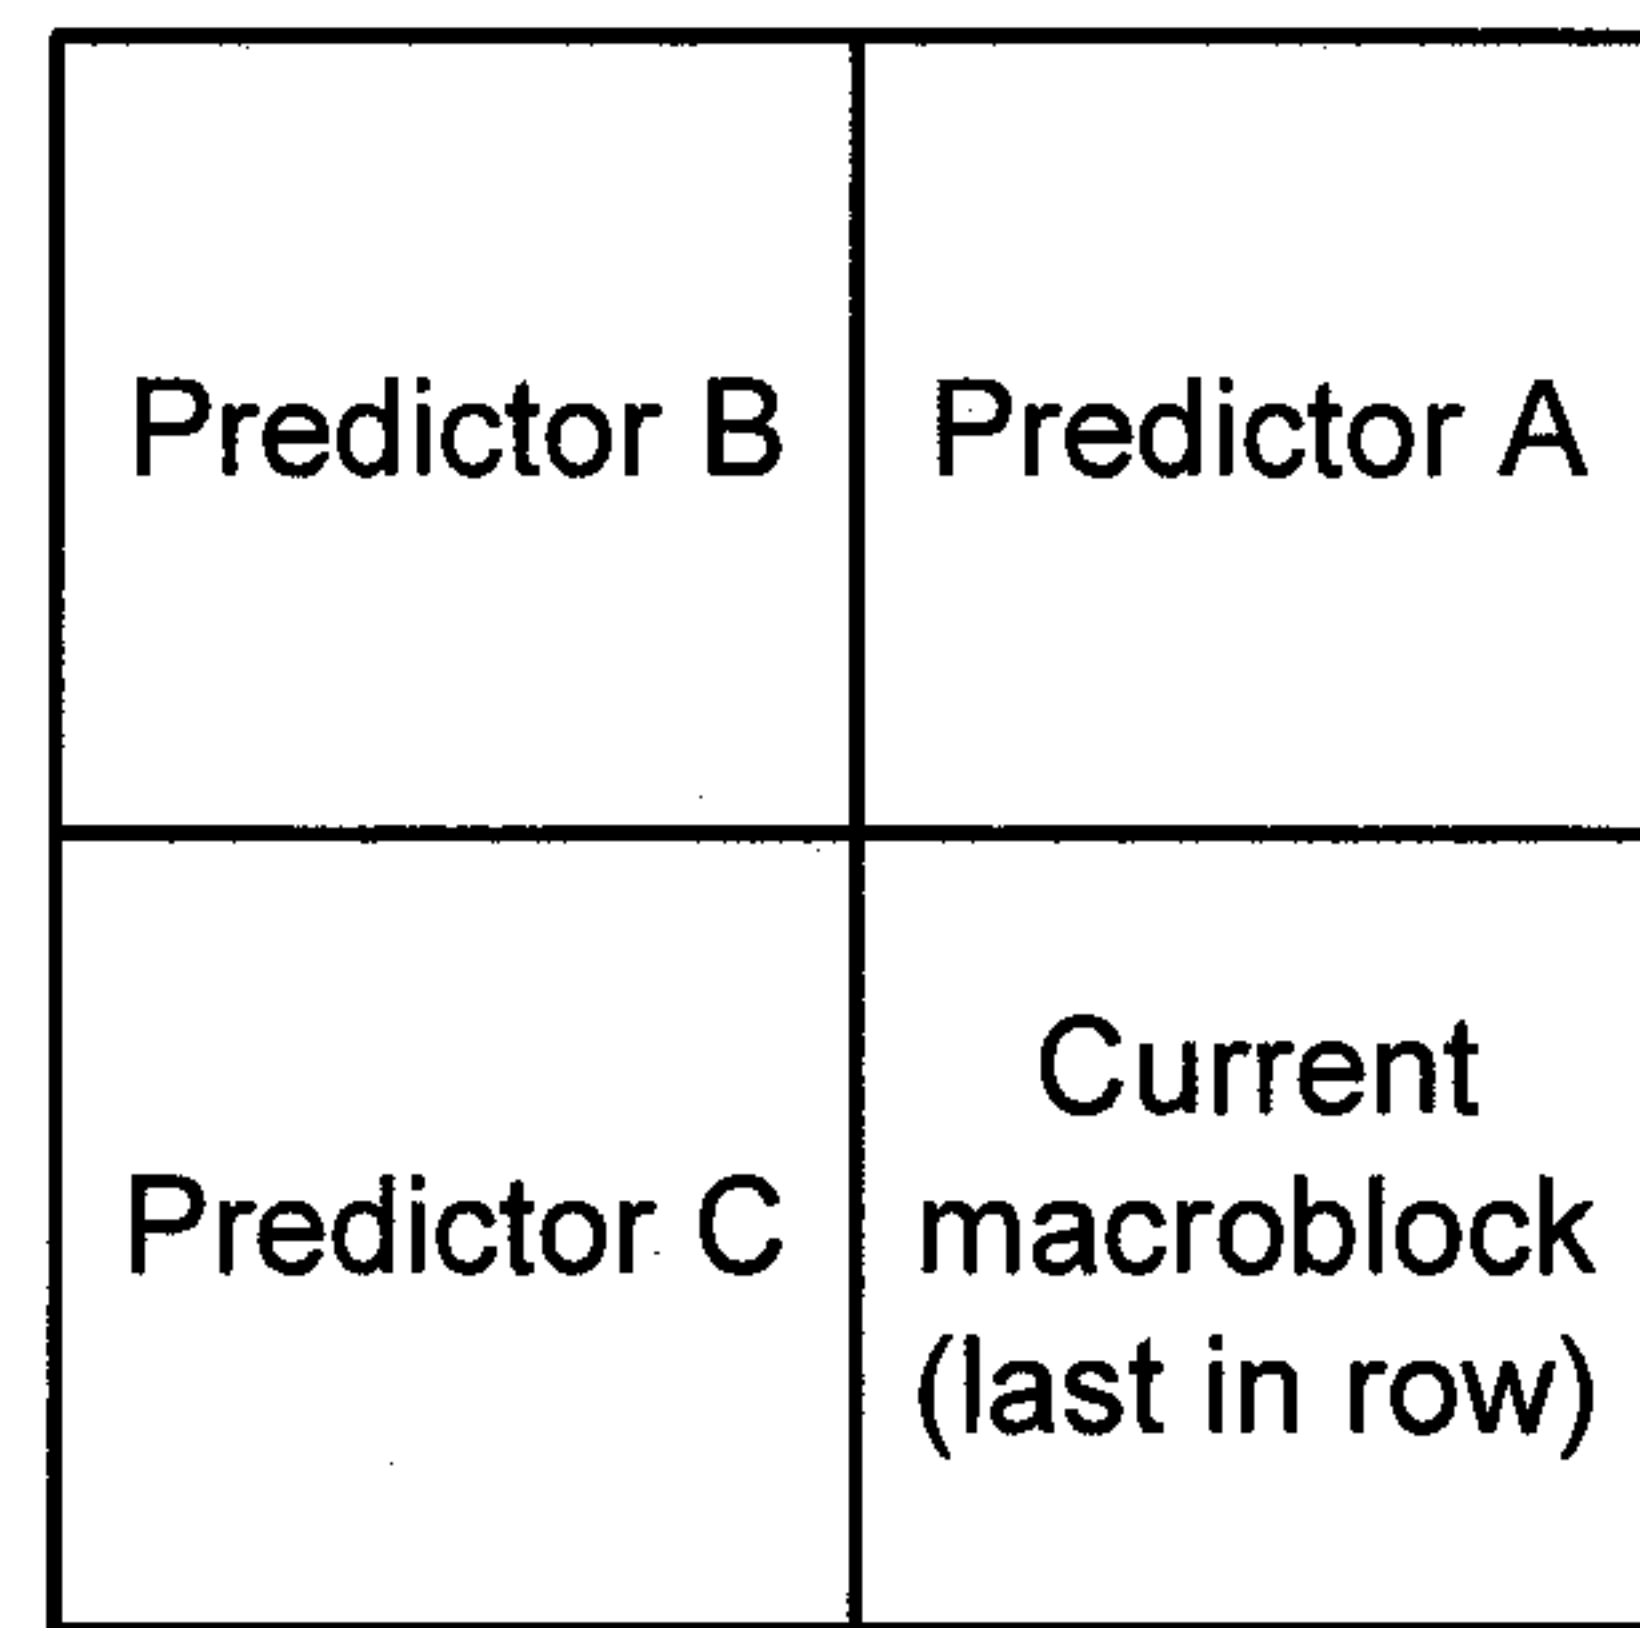 Predictor B
Predictor A
Predictor C
Current
macroblock
(last in row)